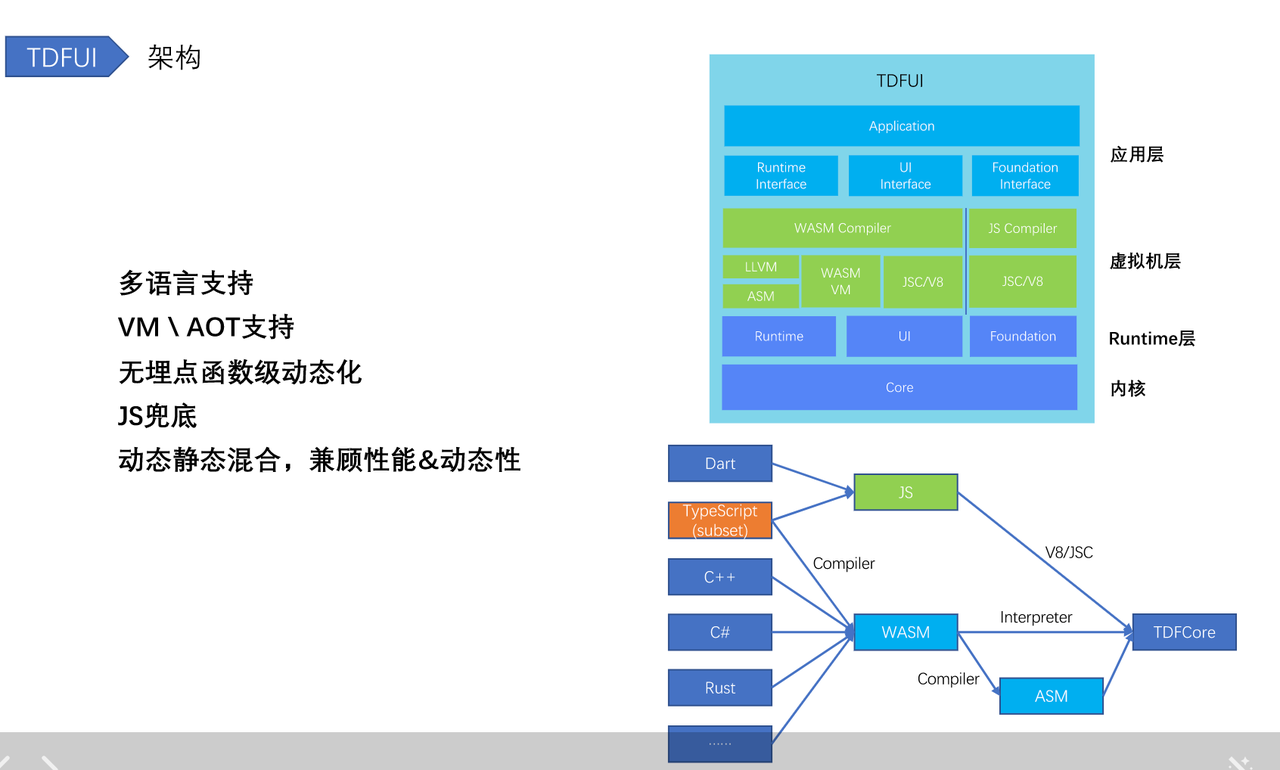 TDFUI
架构
多语言支持
VM \ AOT支持
无埋点函数级动态化
JS兜底
动态静态混合，兼顾性能&动态性
TDFUI
Application
Runtime
Interface
UI
Interface
Foundation
Interface
应用层
WASM Compiler
JS Compiler
LLVM
ASM
WASM
VM
JSC/V8
JSC/V8
虚拟机层
Runtime
UI
Foundation
Runtime层
Core
内核
Dart
TypeScript
(subset)
C++
C#
Rust
......
Compiler
JS
WASM
V8/JSC
Interpreter
Compiler
ASM
TDFCore